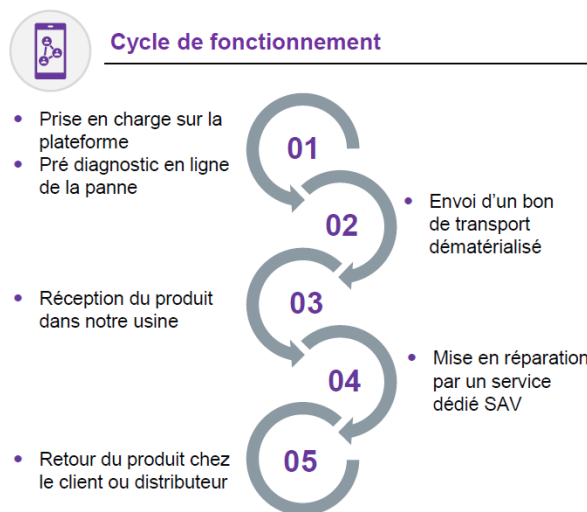 Cycle de fonctionnement
• Prise en charge sur la
plateforme
• Pré diagnostic en ligne
de la panne
01
02
• Envoi d'un bon
de transport
dématérialisé
• Réception du produit
dans notre usine
03
04
• Mise en réparation
par un service
dédié SAV
• Retour du produit chez
le client ou distributeur
05